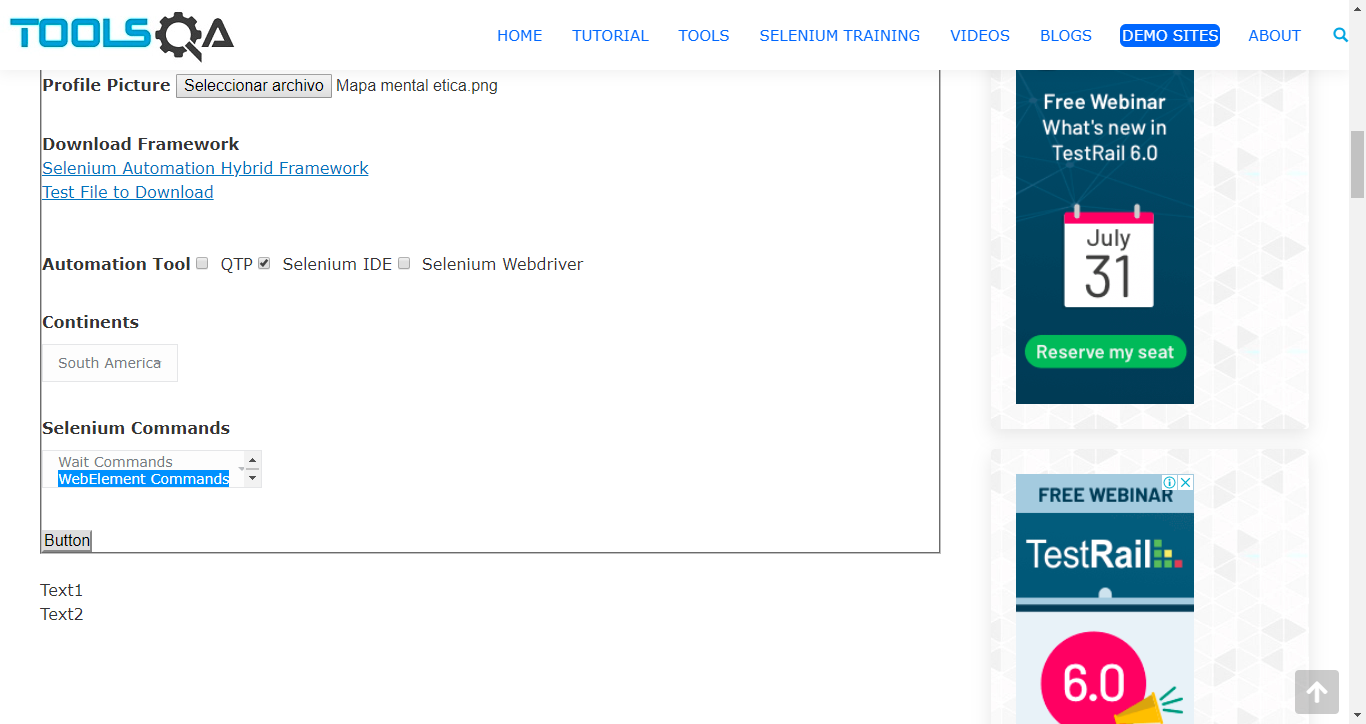 TOOLSQA
HOME TUTORIAL TOOLS SELENIUM TRAINING VIDEOS BLOGS DEMO SITES ABOUT
Profile Picture Seleccionar archivo Mapa mental etica.png
Download Framework
Selenium Automation Hybrid Framework
Test File to Download
Automation Tool QTP Selenium IDE Selenium Webdriver
Continents
South America
Selenium Commands
Wait Commands
WebElement Commands
Button
Text1
Text2
Free Webinar
What's new in
TestRail 6.0
July
31
Reserve my seat
FREE WEBINAR
TestRail
6.0